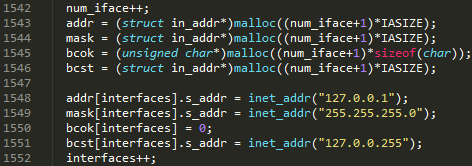 1542 num_iface++;
1543 addr = (struct in_addr*)malloc((num_iface+1)*IASIZE);
1544 mask = (struct in_addr*)malloc((num_iface+1)*IASIZE);
1545 bcok = (unsigned char*)malloc((num_iface+1)*sizeof(char));
1546 bcst = (struct in_addr*)malloc((num_iface+1)*IASIZE);
1547
1548 addr[interfaces].s_addr = inet_addr("127.0.0.1");
1549 mask[interfaces].s_addr = inet_addr("255.255.255.0");
1550 bcok[interfaces] = 0;
1551 bcst[interfaces].s_addr = inet_addr("127.0.0.255");
1552 interfaces++;